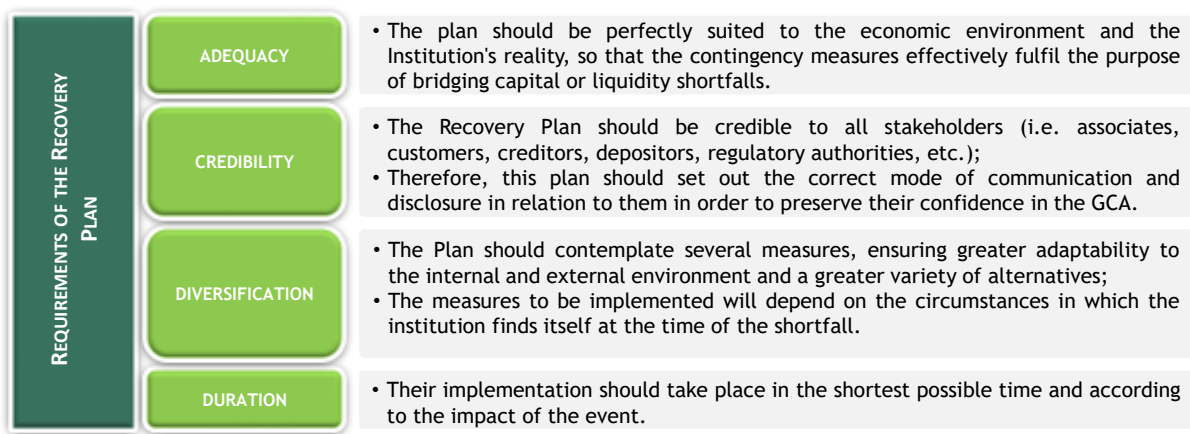 REQUIREMENTS OF THE RECOVERY
PLAN
ADEQUACY
• The plan should be perfectly suited to the economic environment and the
Institution's reality, so that the contingency measures effectively fulfil the purpose
of bridging capital or liquidity shortfalls.
CREDIBILITY
• The Recovery Plan should be credible to all stakeholders (i.e. associates,
customers, creditors, depositors, regulatory authorities, etc.);
• Therefore, this plan should set out the correct mode of communication and
disclosure in relation to them in order to preserve their confidence in the GCA.
DIVERSIFICATION
• The Plan should contemplate several measures, ensuring greater adaptability to
the internal and external environment and a greater variety of alternatives;
• The measures to be implemented will depend on the circumstances in which the
institution finds itself at the time of the shortfall.
DURATION
• Their implementation should take place in the shortest possible time and according
to the impact of the event.